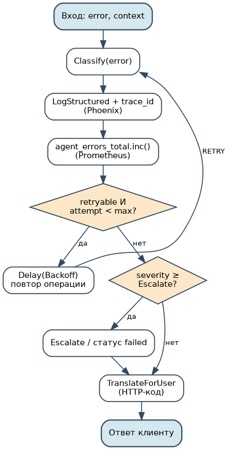 Вход: error, context
Classify(error)
LogStructured + trace_id
(Phoenix)
agent_errors_total.inc()
(Prometheus)
retryable И
attempt < max?
да
нет
RETRY
Delay(Backoff)
повтор операции
severity ≥
Escalate?
да
нет
Escalate / статус failed
TranslateForUser
(HTTP-код)
Ответ клиенту